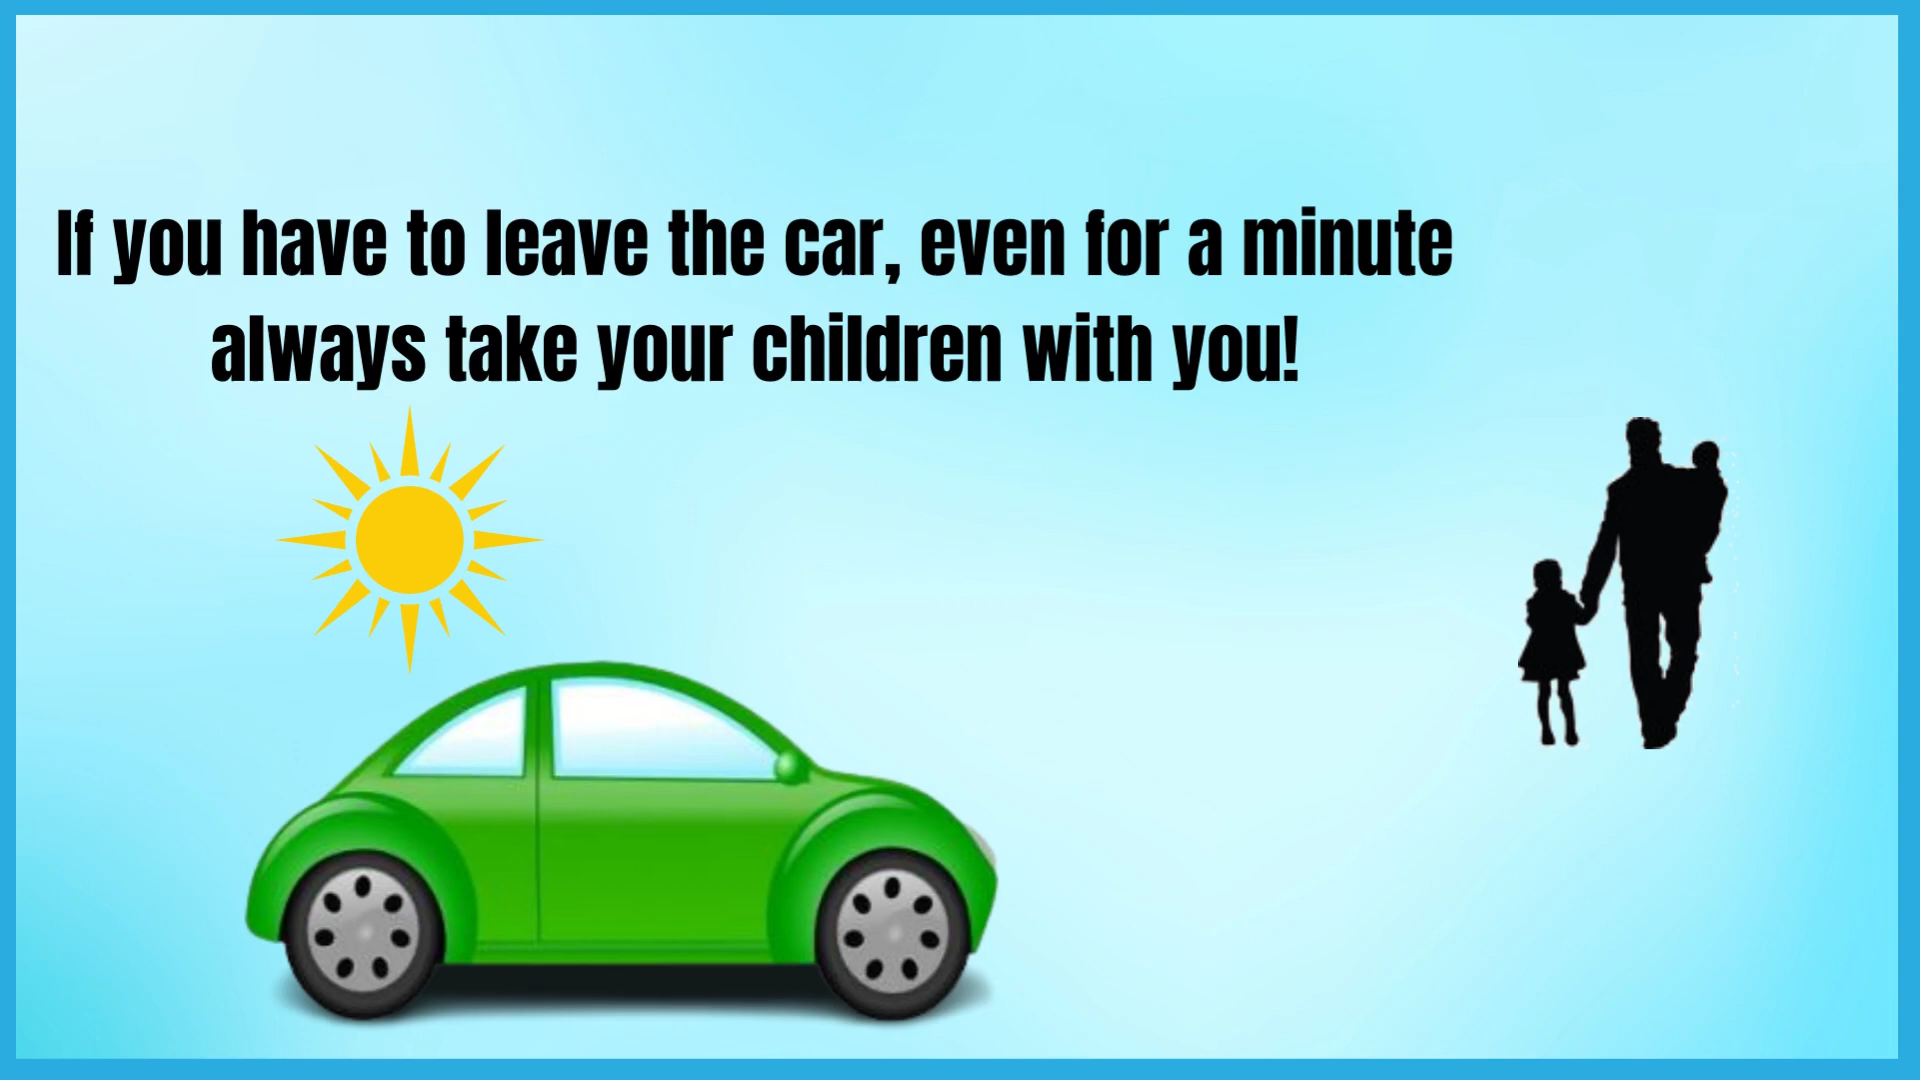 If you have to leave the car, even for a minute
always take your children with you!